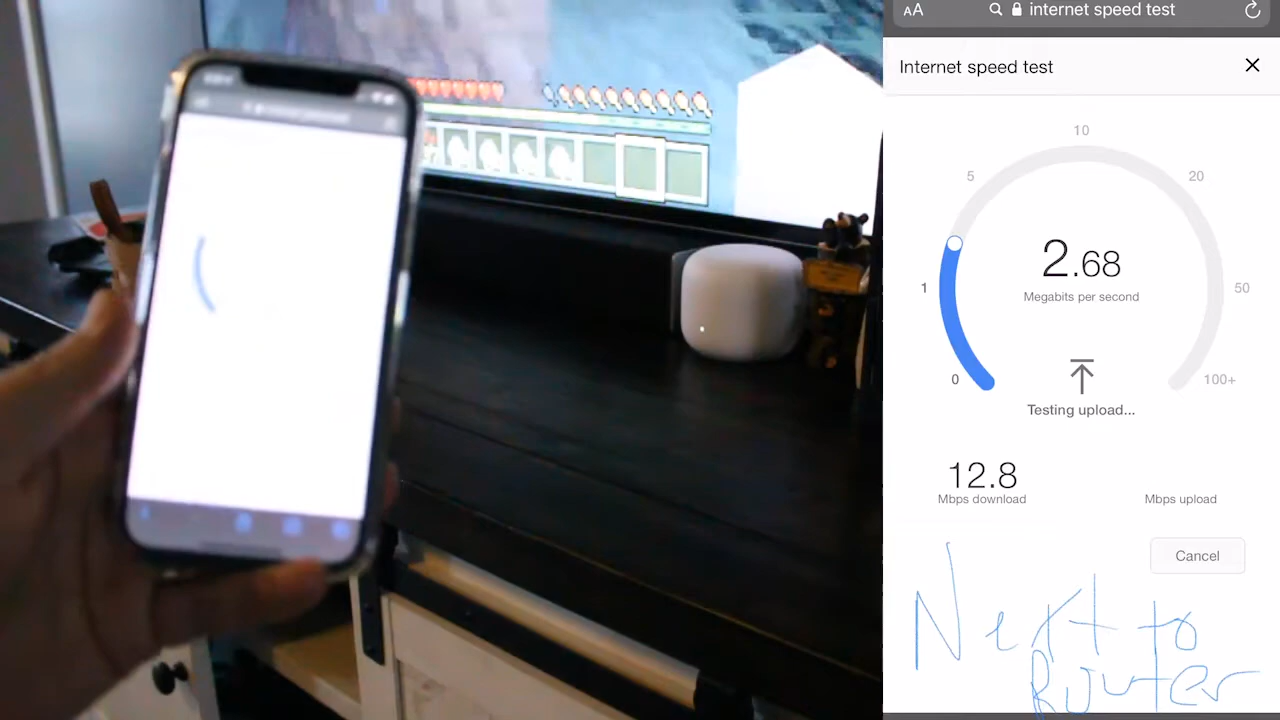 AA internet speed test
Internet speed test
10
5
20
2.68
Megabits per second
1
50
0
100+
Testing upload...
12.8
Mbps download
Mbps upload
Cancel
Next to
Router